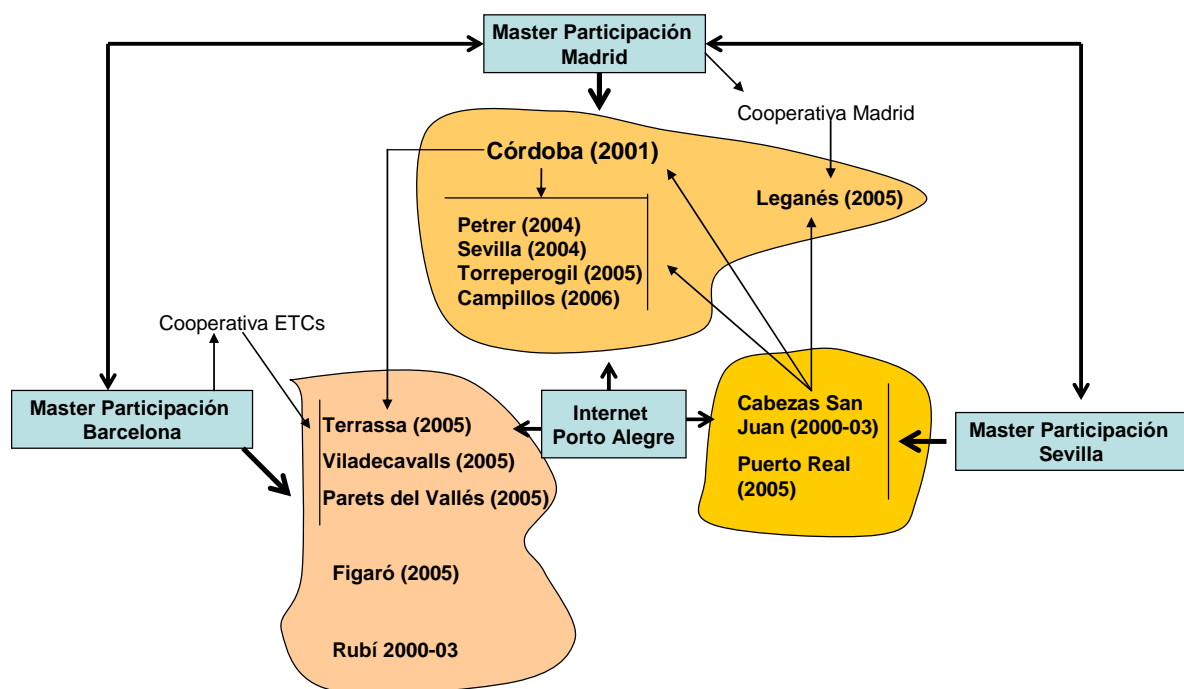 Master Participación
Madrid
Cooperativa Madrid
Córdoba (2001)
Leganés (2005)
Petrer (2004)
Sevilla (2004)
Torreperogil (2005)
Campillos (2006)
Cooperativa ETCs
Master Participación
Barcelona
Terrassa (2005)
Viladecavalls (2005)
Parets del Vallés (2005)
Figaró (2005)
Rubí 2000-03
Internet
Porto Alegre
Cabezas San
Juan (2000-03)
Puerto Real
(2005)
Master Participación
Sevilla